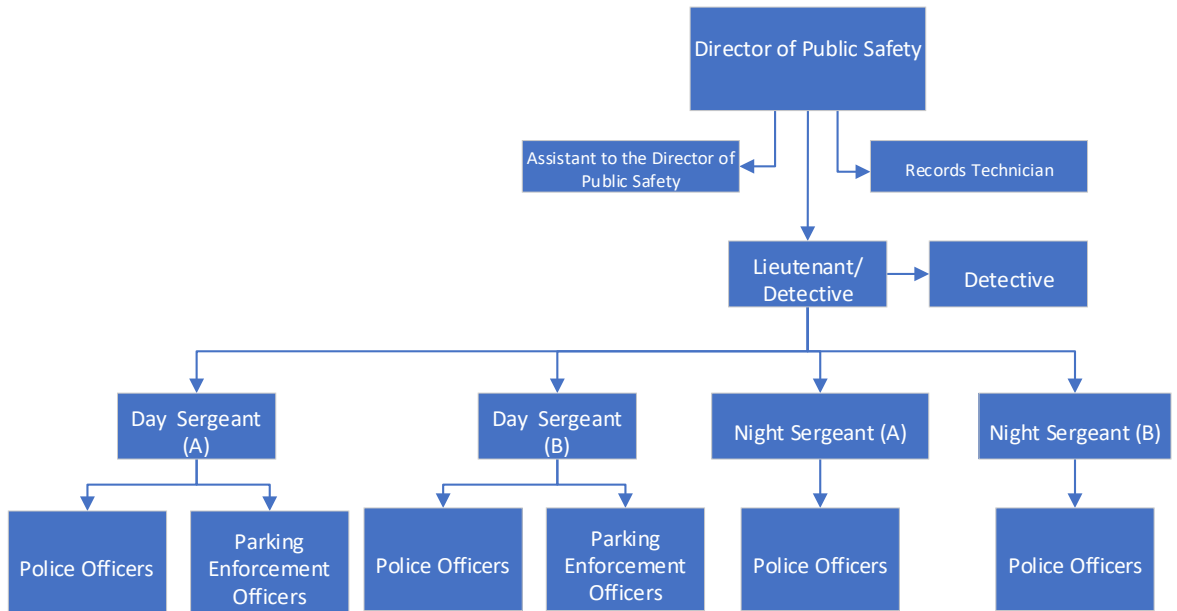 Director of Public Safety
Assistant to the Director of
Public Safety
Records Technician
Lieutenant/
Detective
Detective
Day Sergeant
(A)
Day Sergeant
(B)
Night Sergeant (A)
Night Sergeant (B)
Police Officers
Parking
Enforcement
Officers
Police Officers
Parking
Enforcement
Officers
Police Officers
Police Officers